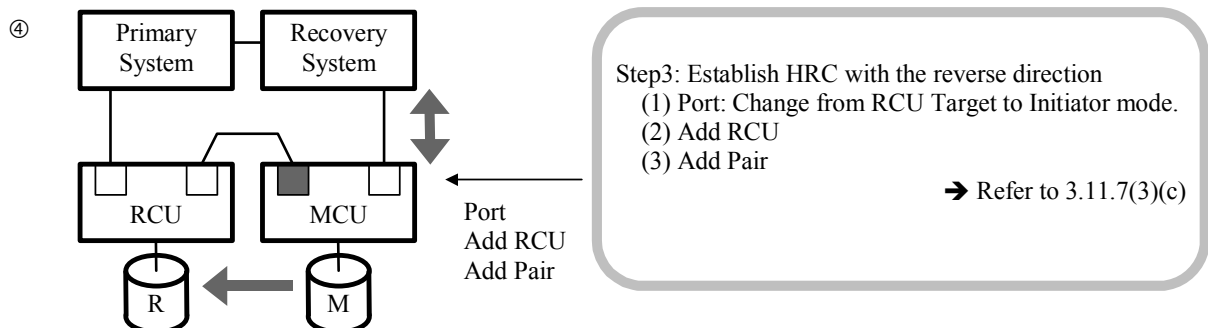 ④
Primary System
Recovery System
Step3: Establish HRC with the reverse direction
(1) Port: Change from RCU Target to Initiator mode.
(2) Add RCU
(3) Add Pair
➔ Refer to 3.11.7(3)(c)
RCU
MCU
Port
Add RCU
Add Pair
R
M